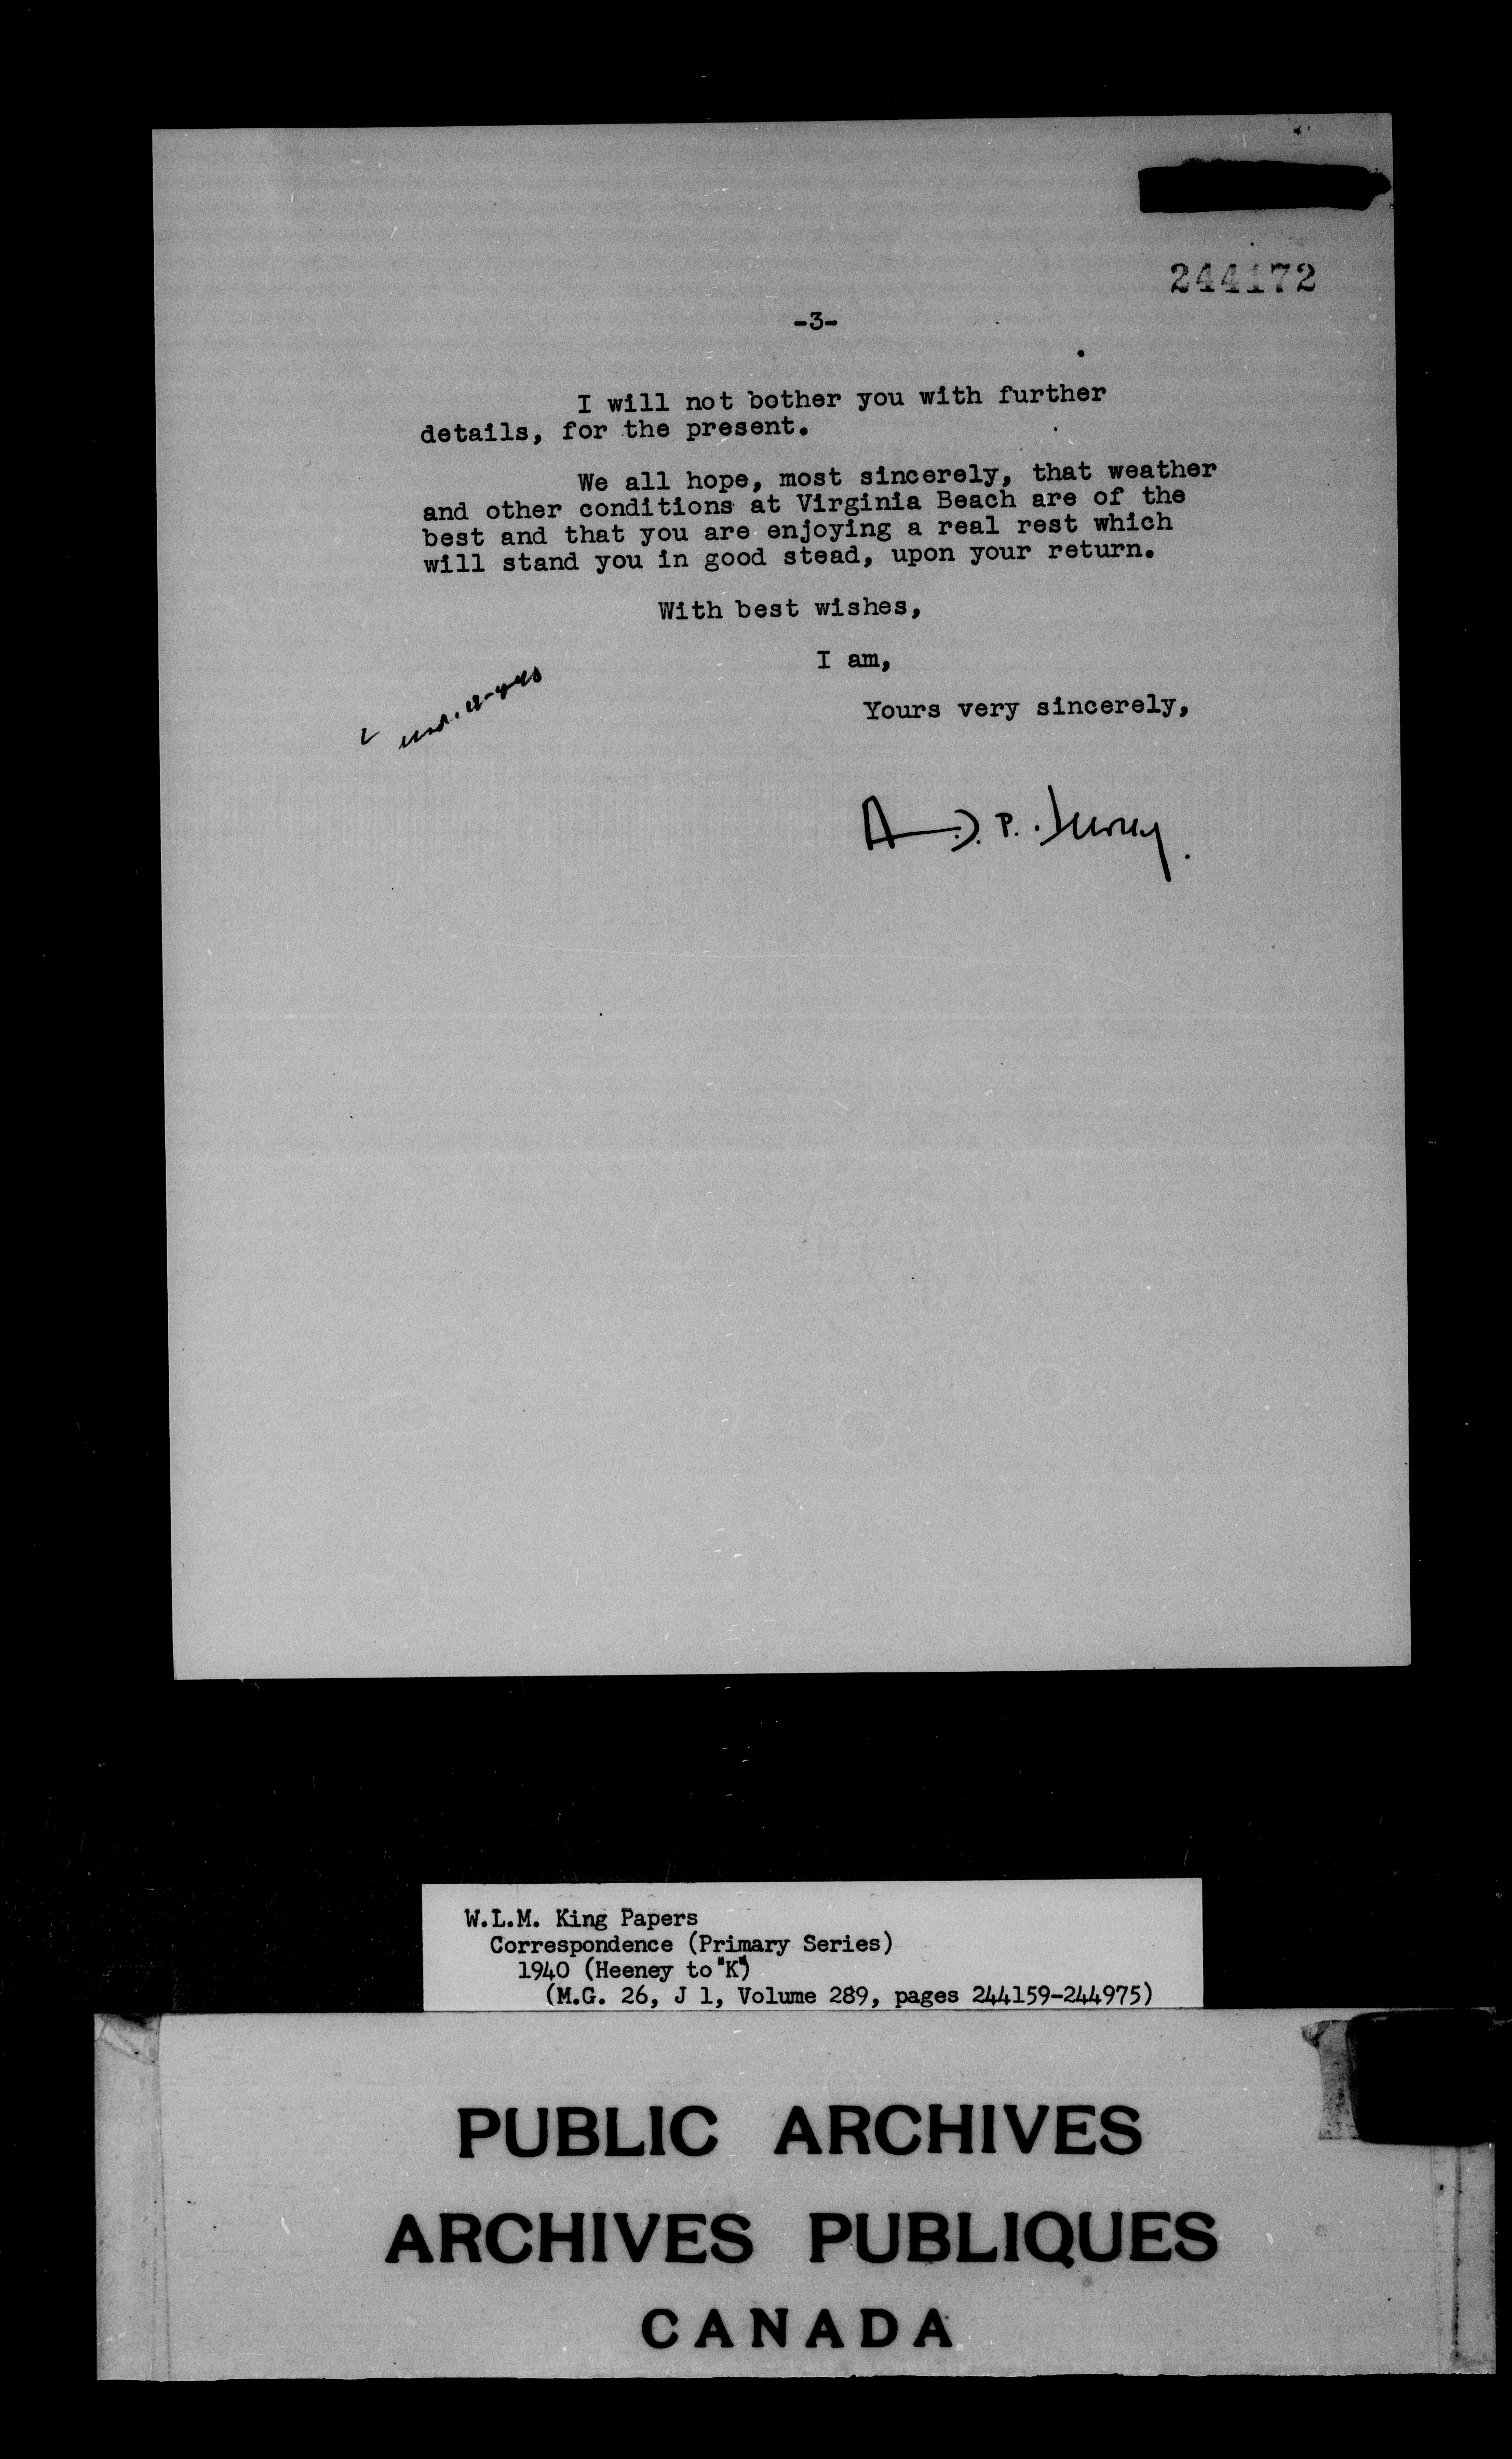 244172
-3-
I will not bother you with further
details, for the present.
We all hope, most sincerely, that weather
and other conditions at Virginia Beach are of the
best and that you are enjoying a real rest which
will stand you in good stead, upon your return.
With best wishes,
I am,
Yours very sincerely,
A.D.P. Heeney.
W.L.M. King Papers
Correspondence (Primary Series)
1940 (Heeney to "K")
(M.G. 26, J 1, Volume 289, pages 244159-244975)
PUBLIC ARCHIVES
ARCHIVES PUBLIQUES
CANADA